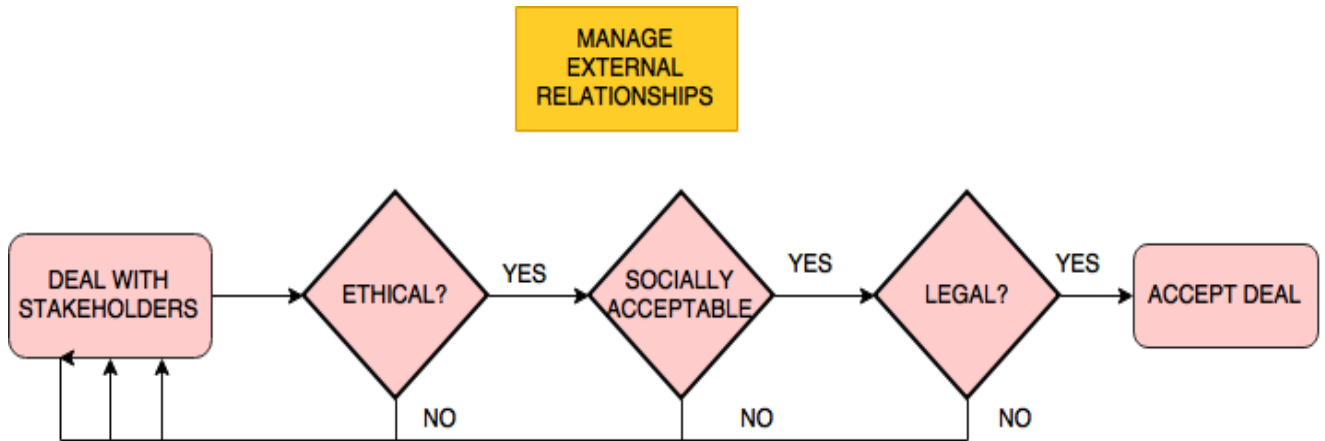 MANAGE
EXTERNAL
RELATIONSHIPS
DEAL WITH
STAKEHOLDERS
ETHICAL?
YES
SOCIALLY
ACCEPTABLE
YES
LEGAL?
YES
ACCEPT DEAL
NO
NO
NO